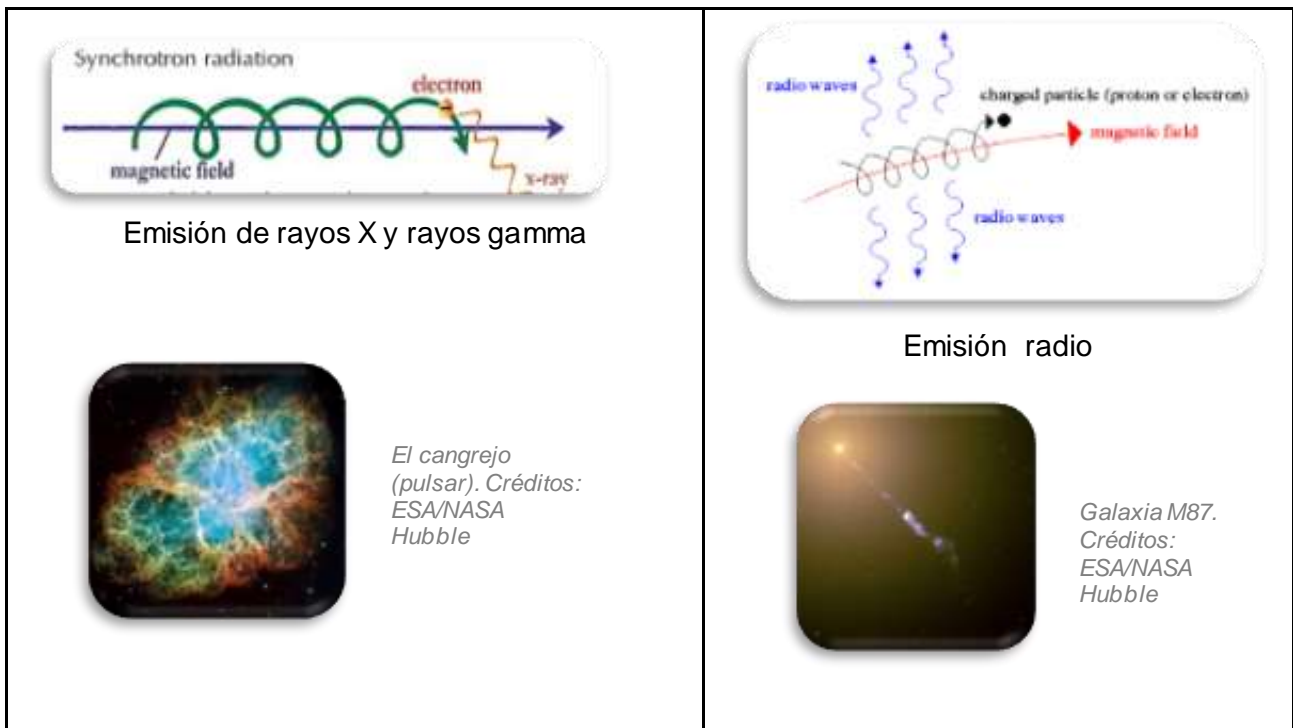 Synchrotron radiation
electron
magnetic field
x-ray
Emisión de rayos X y rayos gamma
El cangrejo
(pulsar). Créditos:
ESA/NASA
Hubble
radio waves
charged particle (proton or electron)
magnetic field
radio waves
Emisión radio
Galaxia M87.
Créditos:
ESA/NASA
Hubble